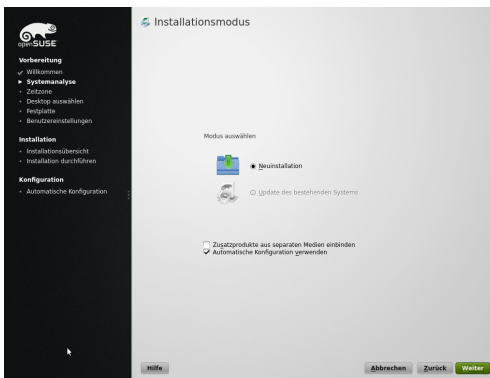 openSUSE
Vorbereitung
Willkommen
Systemanalyse
Zeitzone
Desktop auswählen
Festplatte
Benutzereinstellungen
Installation
Installationsübersicht
Installation durchführen
Konfiguration
Automatische Konfiguration
Installationsmodus
Modus auswählen
Neuinstallation
Update des bestehenden Systems
Zusatzprodukte aus separaten Medien einbinden
Automatische Konfiguration verwenden
Hilfe
Abbrechen
Zurück
Weiter